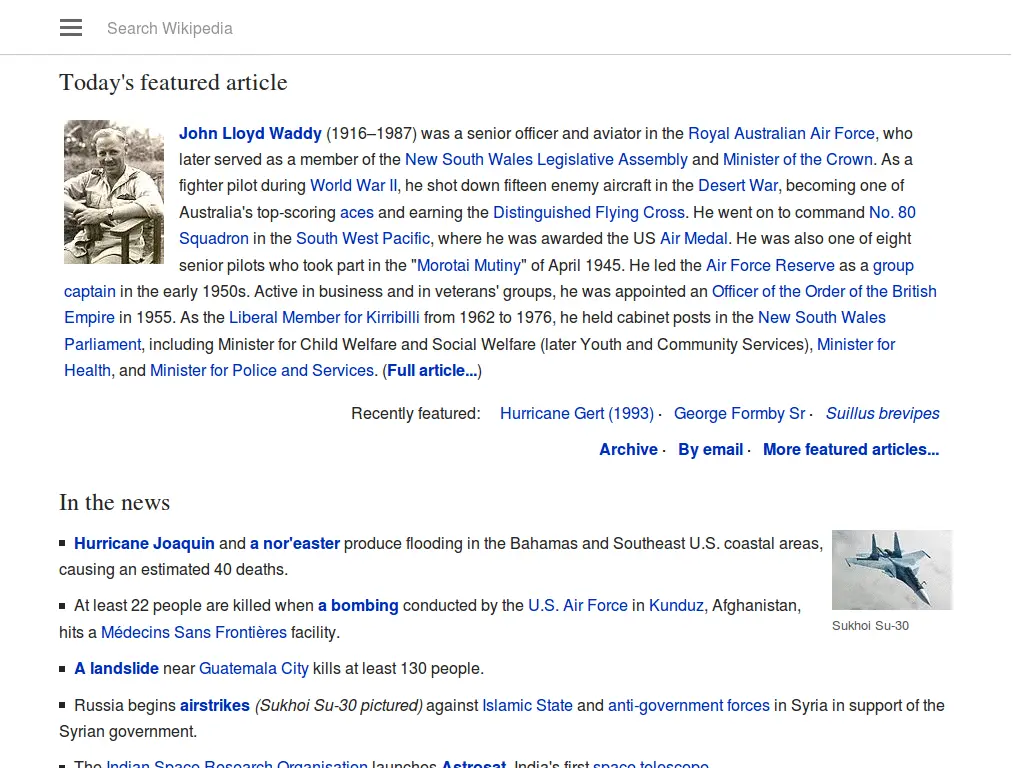 Search Wikipedia
Today's featured article
John Lloyd Waddy (1916–1987) was a senior officer and aviator in the Royal Australian Air Force, who
later served as a member of the New South Wales Legislative Assembly and Minister of the Crown. As a
fighter pilot during World War II, he shot down fifteen enemy aircraft in the Desert War, becoming one of
Australia's top-scoring aces and earning the Distinguished Flying Cross. He went on to command No. 80
Squadron in the South West Pacific, where he was awarded the US Air Medal. He was also one of eight
senior pilots who took part in the "Morotai Mutiny" of April 1945. He led the Air Force Reserve as a group
captain in the early 1950s. Active in business and in veterans' groups, he was appointed an Officer of the Order of the British
Empire in 1955. As the Liberal Member for Kirribilli from 1962 to 1976, he held cabinet posts in the New South Wales
Parliament, including Minister for Child Welfare and Social Welfare (later Youth and Community Services), Minister for
Health, and Minister for Police and Services. (Full article...)
Recently featured: Hurricane Gert (1993) · George Formby Sr · Suillus brevipes
Archive · By email · More featured articles...
In the news
▪ Hurricane Joaquin and a nor'easter produce flooding in the Bahamas and Southeast U.S. coastal areas,
causing an estimated 40 deaths.
▪ At least 22 people are killed when a bombing conducted by the U.S. Air Force in Kunduz, Afghanistan,
hits a Médecins Sans Frontières facility.
Sukhoi Su-30
▪ A landslide near Guatemala City kills at least 130 people.
▪ Russia begins airstrikes (Sukhoi Su-30 pictured) against Islamic State and anti-government forces in Syria in support of the
Syrian government.
▪ The Indian Space Research Organisation launches Astrosat, India's first space telescope.